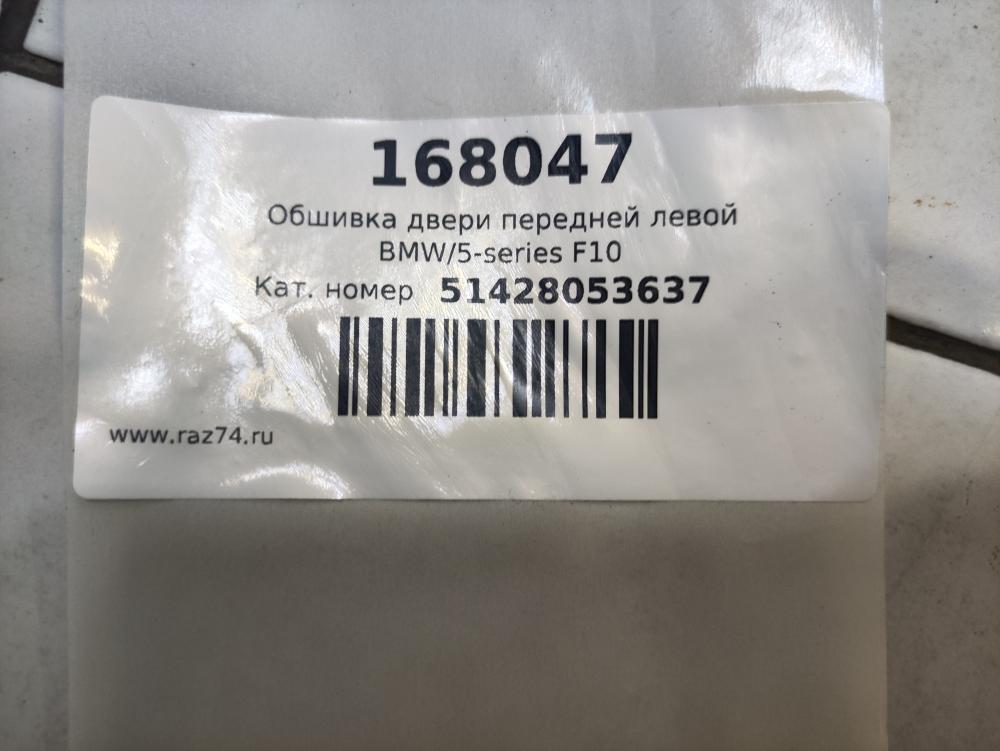 168047
Обшивка двери передней левой
BMW/5-series F10
Кат. номер 51428053637
www.raz74.ru